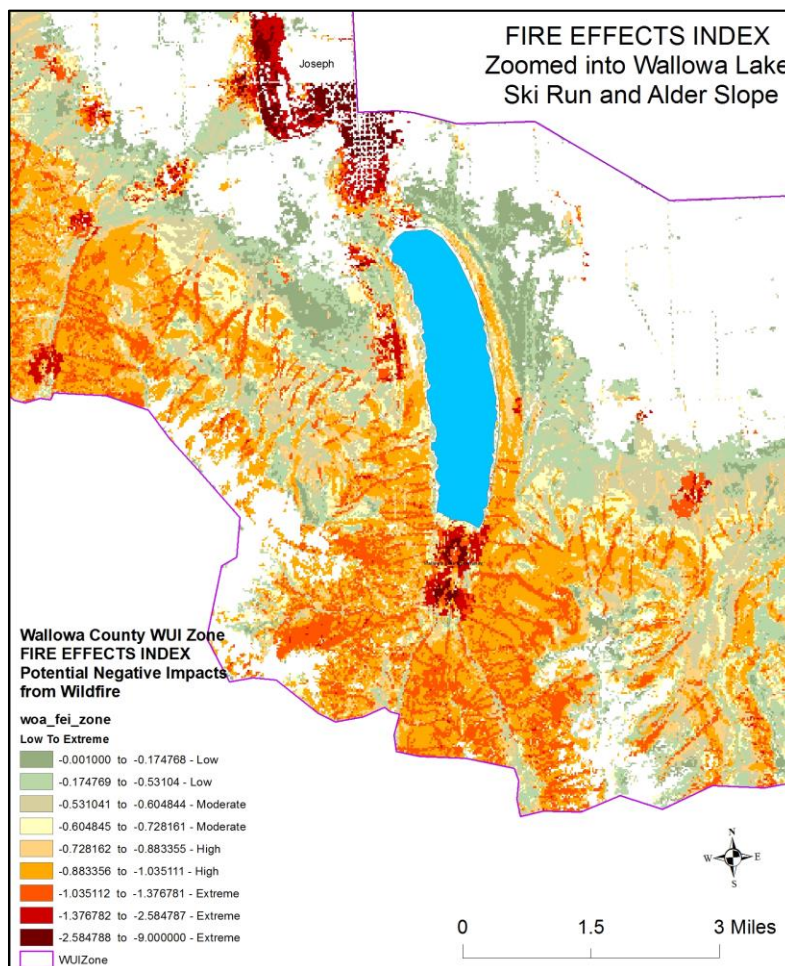 FIRE EFFECTS INDEX
Zoomed into Wallowa Lake
Ski Run and Alder Slope
Joseph
Wallowa County WUI Zone
FIRE EFFECTS INDEX
Potential Negative Impacts
from Wildfire
woa_fei_zone
Low To Extreme
-0.001000 to -0.174768 - Low
-0.174769 to -0.53104 - Low
-0.531041 to -0.604844 - Moderate
-0.604845 to -0.728161 - Moderate
-0.728162 to -0.883355 - High
-0.883356 to -1.035111 - High
-1.035112 to -1.376781 - Extreme
-1.376782 to -2.584787 - Extreme
-2.584788 to -9.000000 - Extreme
WUIZone
N
W E
S
0 1.5 3 Miles